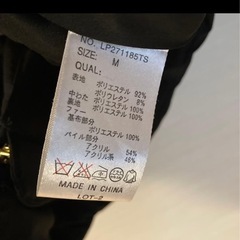 NO. LP271185TS
SIZE: M
QUAL:
表地 ポリエステル 92%
ポリウレタン 8%
中わた ポリエステル 100%
裏地 ポリエステル 100%
ファー
基布部分
ポリエステル 100%
パイル部分
アクリル 54%
アクリル系 46%
MADE IN CHINA
LOT-2